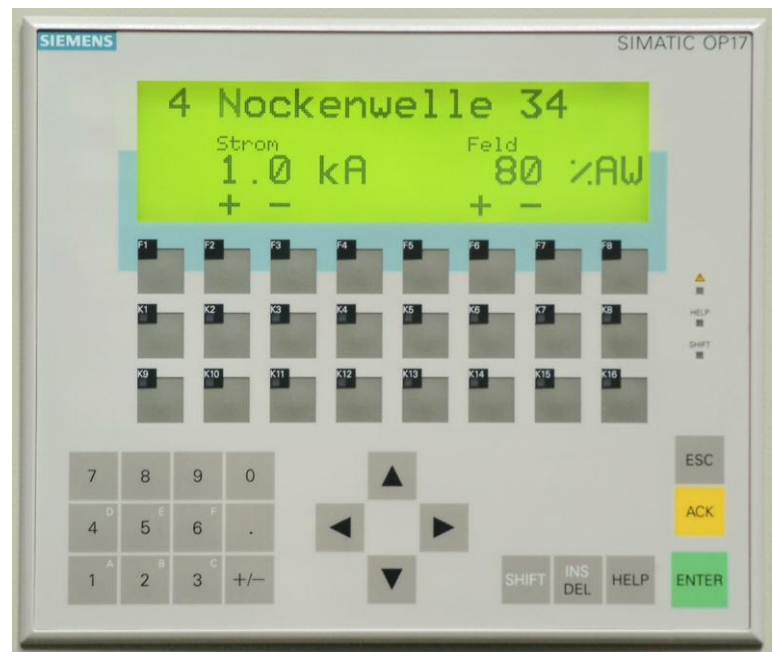 SIEMENS SIMATIC OP17
4 Nockenwelle 34
Strom Feld
1.0 kA 80 %AW
+ - + -
F1 F2 F3 F4 F5 F6 F7 F8
K1 K2 K3 K4 K5 K6 K7 K8
HELP
SHIFT
K9 K10 K11 K12 K13 K14 K15 K16
ESC
7 8 9 0
ACK
4 D 5 E 6 F .
1 A 2 B 3 C +/- SHIFT INS DEL HELP ENTER